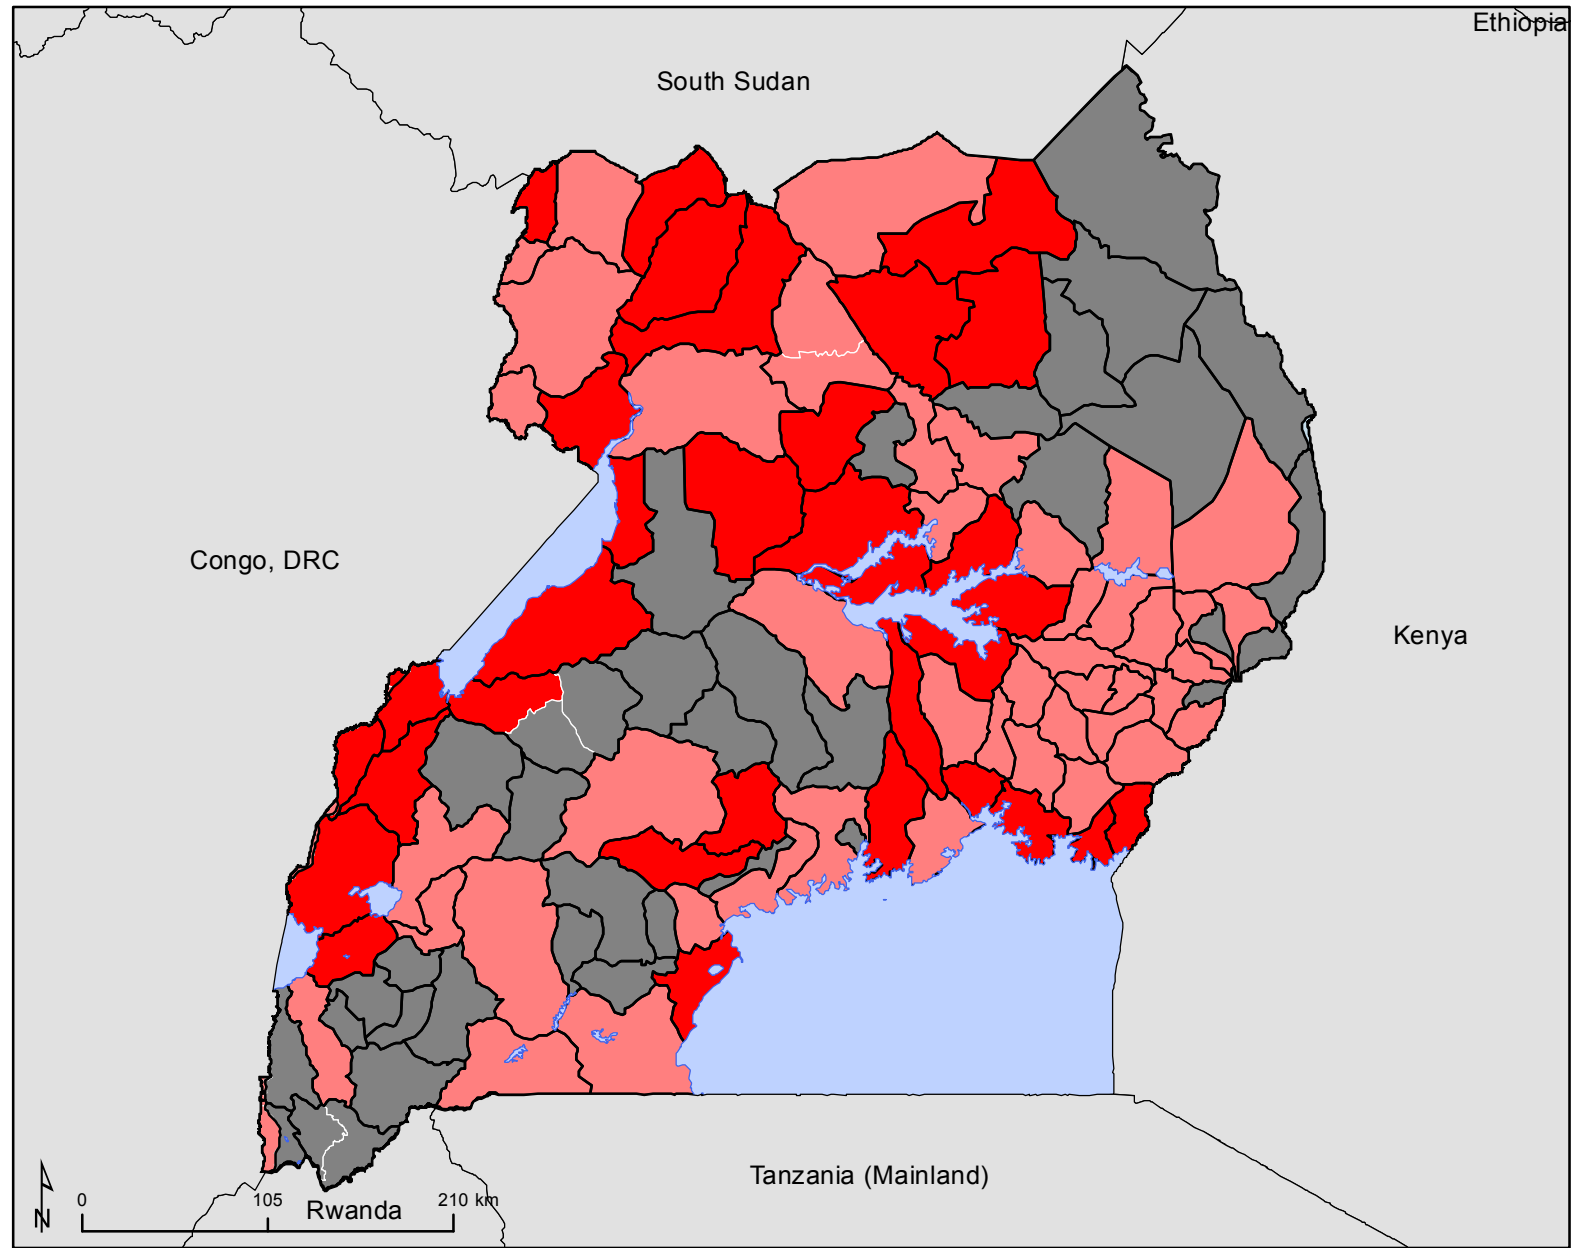 Ethiopia
South Sudan
Congo, DRC
Kenya
Tanzania (Mainland)
0 105 210 km
Rwanda
N